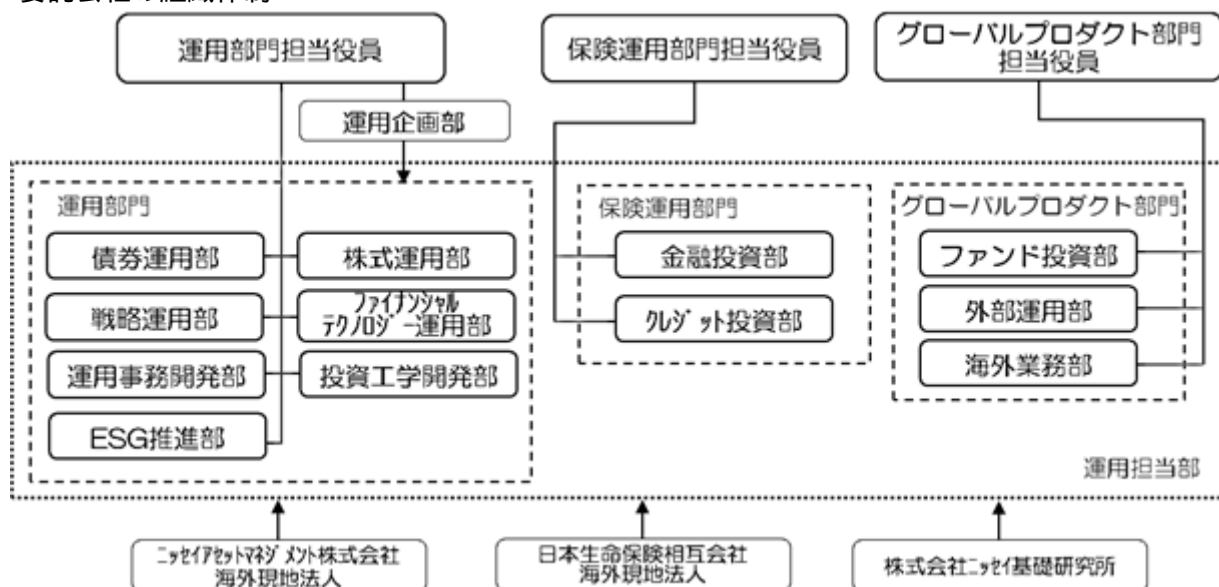 運用部門担当役員
保険運用部門担当役員
グローバルプロダクト部門
担当役員
運用企画部
運用部門
債券運用部
株式運用部
戦略運用部
ファイナンシャル
テクノロジー運用部
運用事務開発部
投資工学開発部
ESG推進部
保険運用部門
金融投資部
クレジット投資部
グローバルプロダクト部門
ファンド投資部
外部運用部
海外業務部
運用担当部
ニッセイアセットマネジメント株式会社
海外現地法人
日本生命保険相互会社
海外現地法人
株式会社ニッセイ基礎研究所